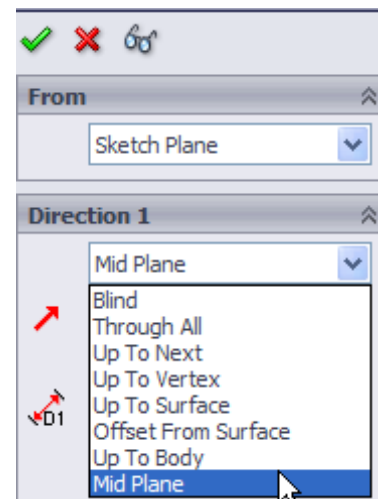 From
Sketch Plane
Direction 1
Mid Plane
Blind
Through All
Up To Next
Up To Vertex
Up To Surface
D1
Offset From Surface
Up To Body
Mid Plane